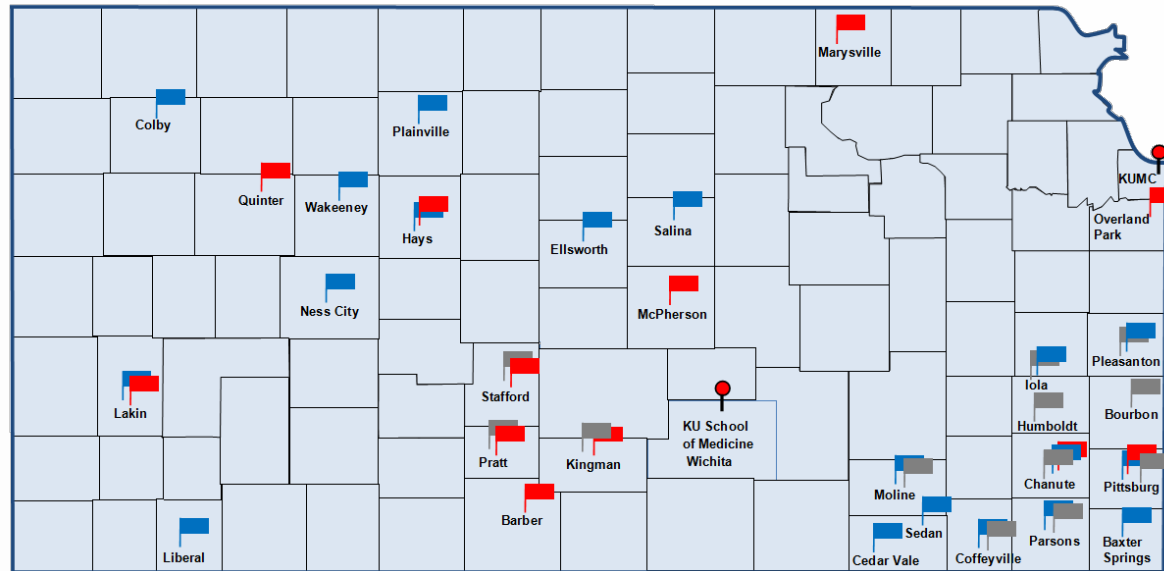 Marysville
Colby
Plainville
KUMC
Quinter
Wakeeney
Overland
Park
Hays
Salina
Ellsworth
Ness City
McPherson
Pleasanton
Iola
Stafford
Lakin
Bourbon
Humboldt
KU School
of Medicine
Wichita
Pratt
Kingman
Chanute
Pittsburg
Moline
Barber
Sedan
Parsons
Baxter
Springs
Liberal
Cedar Vale
Coffeyville